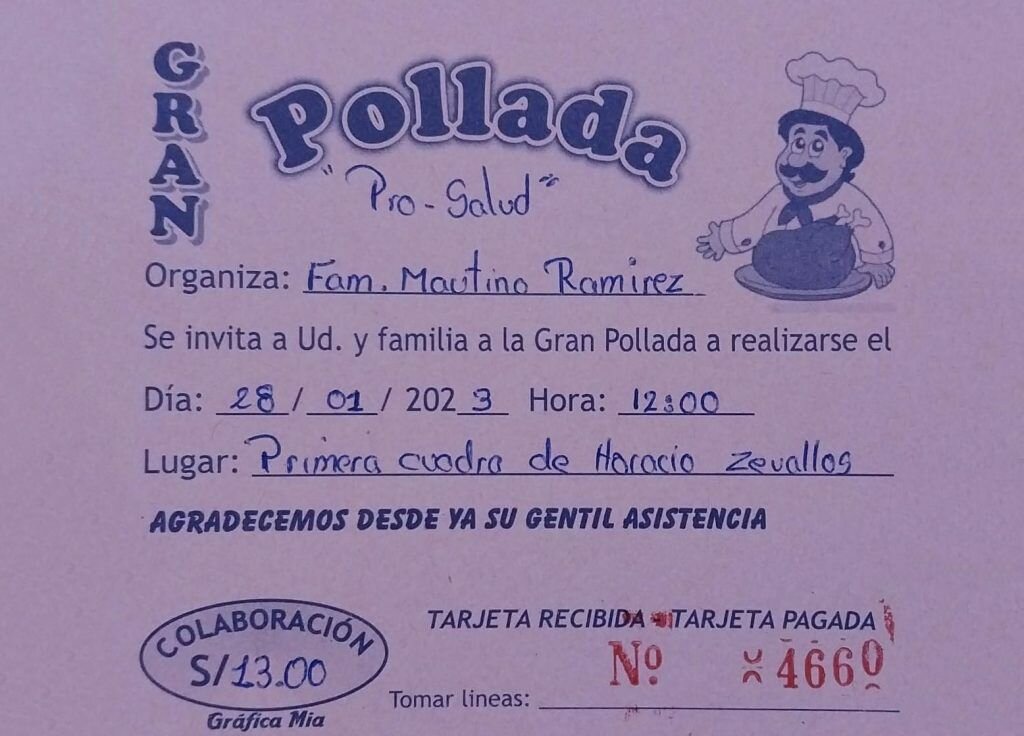 GRAN
Pollada
"Pro-Salud"
Organiza: Fam. Mautino Ramirez
Se invita a Ud. y familia a la Gran Pollada a realizarse el
Día: 28 / 01 / 2023 Hora: 12:00
Lugar: Primera cuadra de Horacio Zevallos
AGRADECEMOS DESDE YA SU GENTIL ASISTENCIA
COLABORACIÓN
S/13.00
Gráfica Mia
TARJETA RECIBIDA - TARJETA PAGADA
Nº 4660
Tomar lineas: